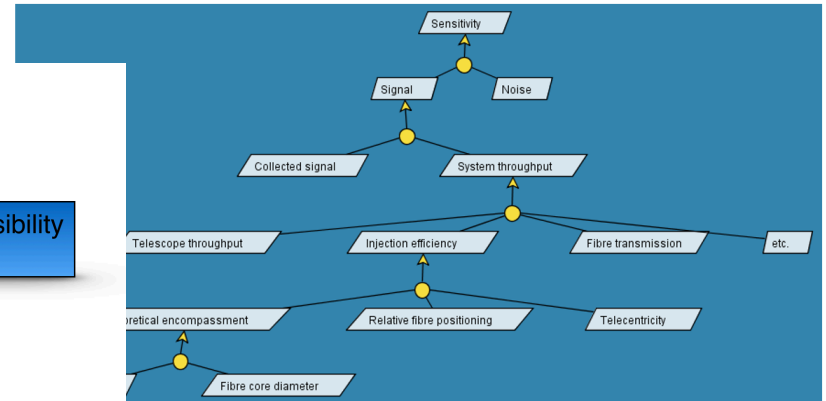 Sensitivity
Signal
Noise
Collected signal
System throughput
sibility
Telescope throughput
Injection efficiency
Fibre transmission
etc.
oretical encompassment
Relative fibre positioning
Telecentricity
Fibre core diameter